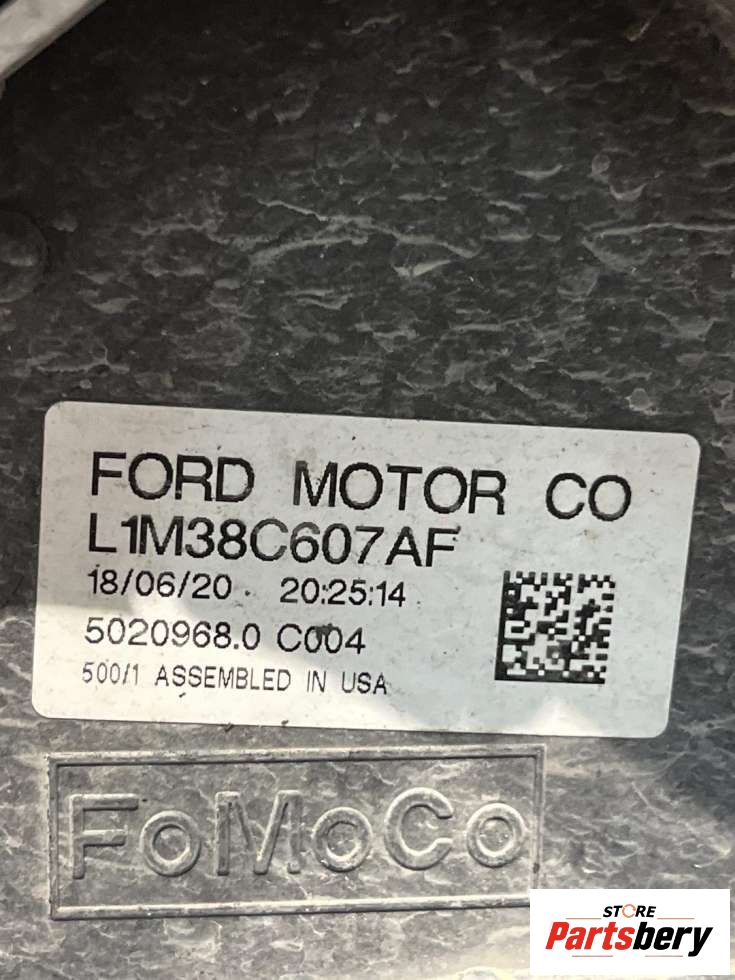 FORD MOTOR CO
L1M38C607AF
18/06/20 20:25:14
5020968.0 C004
500/1 ASSEMBLED IN USA
FoMoCo
STORE
Partsbery